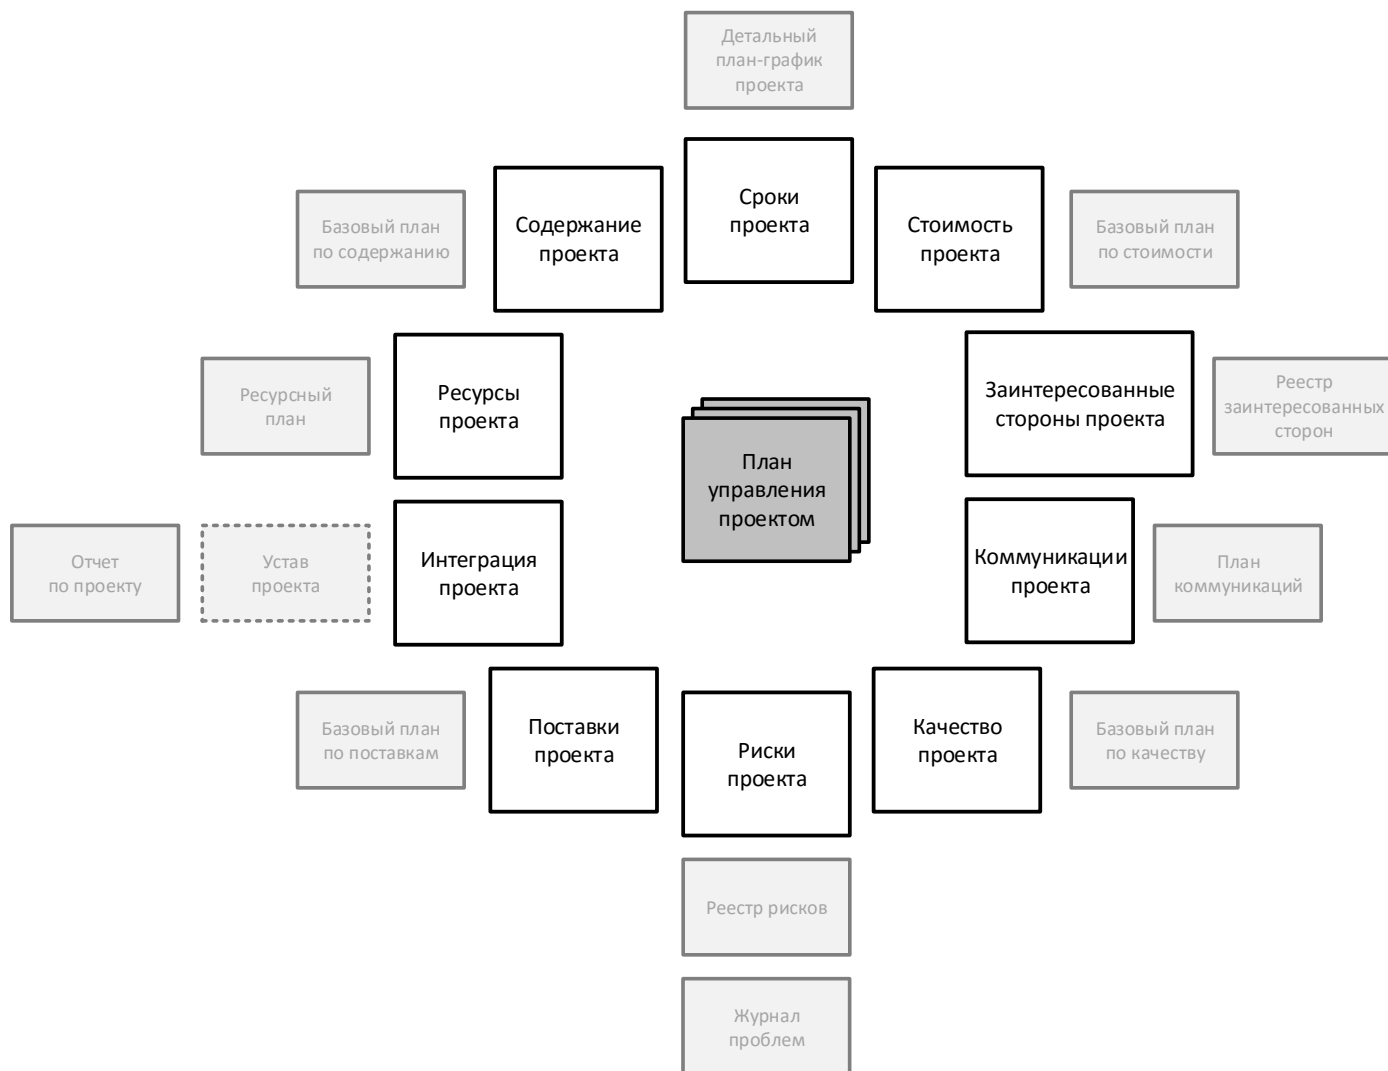 Детальный
план-график
проекта
Сроки
проекта
Содержание
проекта
Стоимость
проекта
Базовый план
по содержанию
Базовый план
по стоимости
Ресурсный
план
Ресурсы
проекта
Заинтересованные
стороны проекта
Реестр
заинтересованных
сторон
План
управления
проектом
Отчет
по проекту
Устав
проекта
Интеграция
проекта
Коммуникации
проекта
План
коммуникаций
Базовый план
по поставкам
Поставки
проекта
Риски
проекта
Качество
проекта
Базовый план
по качеству
Реестр рисков
Журнал
проблем